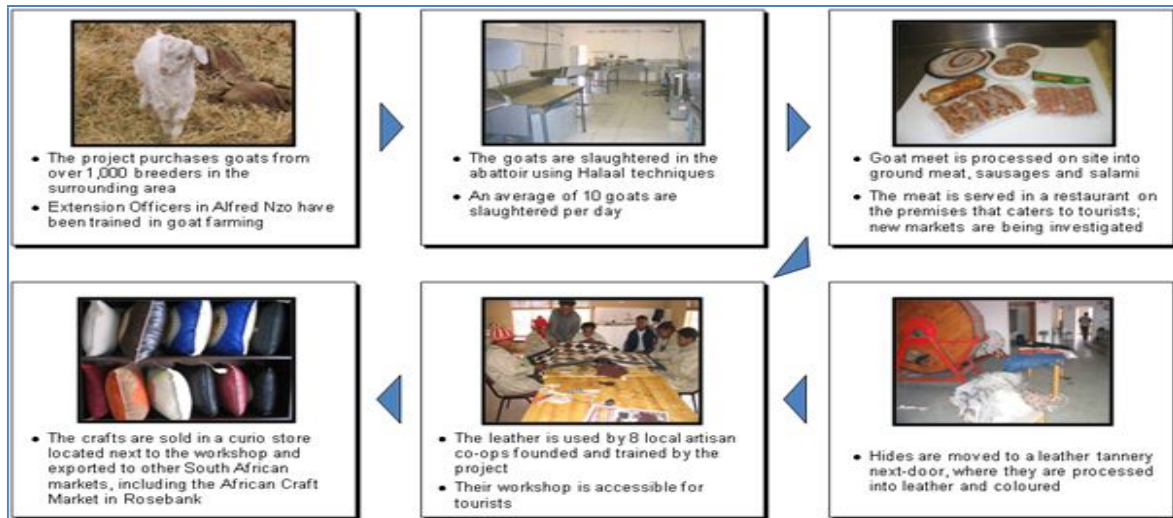 • The project purchases goats from
over 1,000 breeders in the
surrounding area
• Extension Officers in Alfred Nzo have
been trained in goat farming
• The goats are slaughtered in the
abattoir using Halaal techniques
• An average of 10 goats are
slaughtered per day
• Goat meet is processed on site into
ground meat, sausages and salami
• The meat is served in a restaurant on
the premises that caters to tourists;
new markets are being investigated
• Hides are moved to a leather tannery
next-door, where they are processed
into leather and coloured
• The leather is used by 8 local artisan
co-ops founded and trained by the
project
• Their workshop is accessible for
tourists
• The crafts are sold in a curio store
located next to the workshop and
exported to other South African
markets, including the African Craft
Market in Rosebank